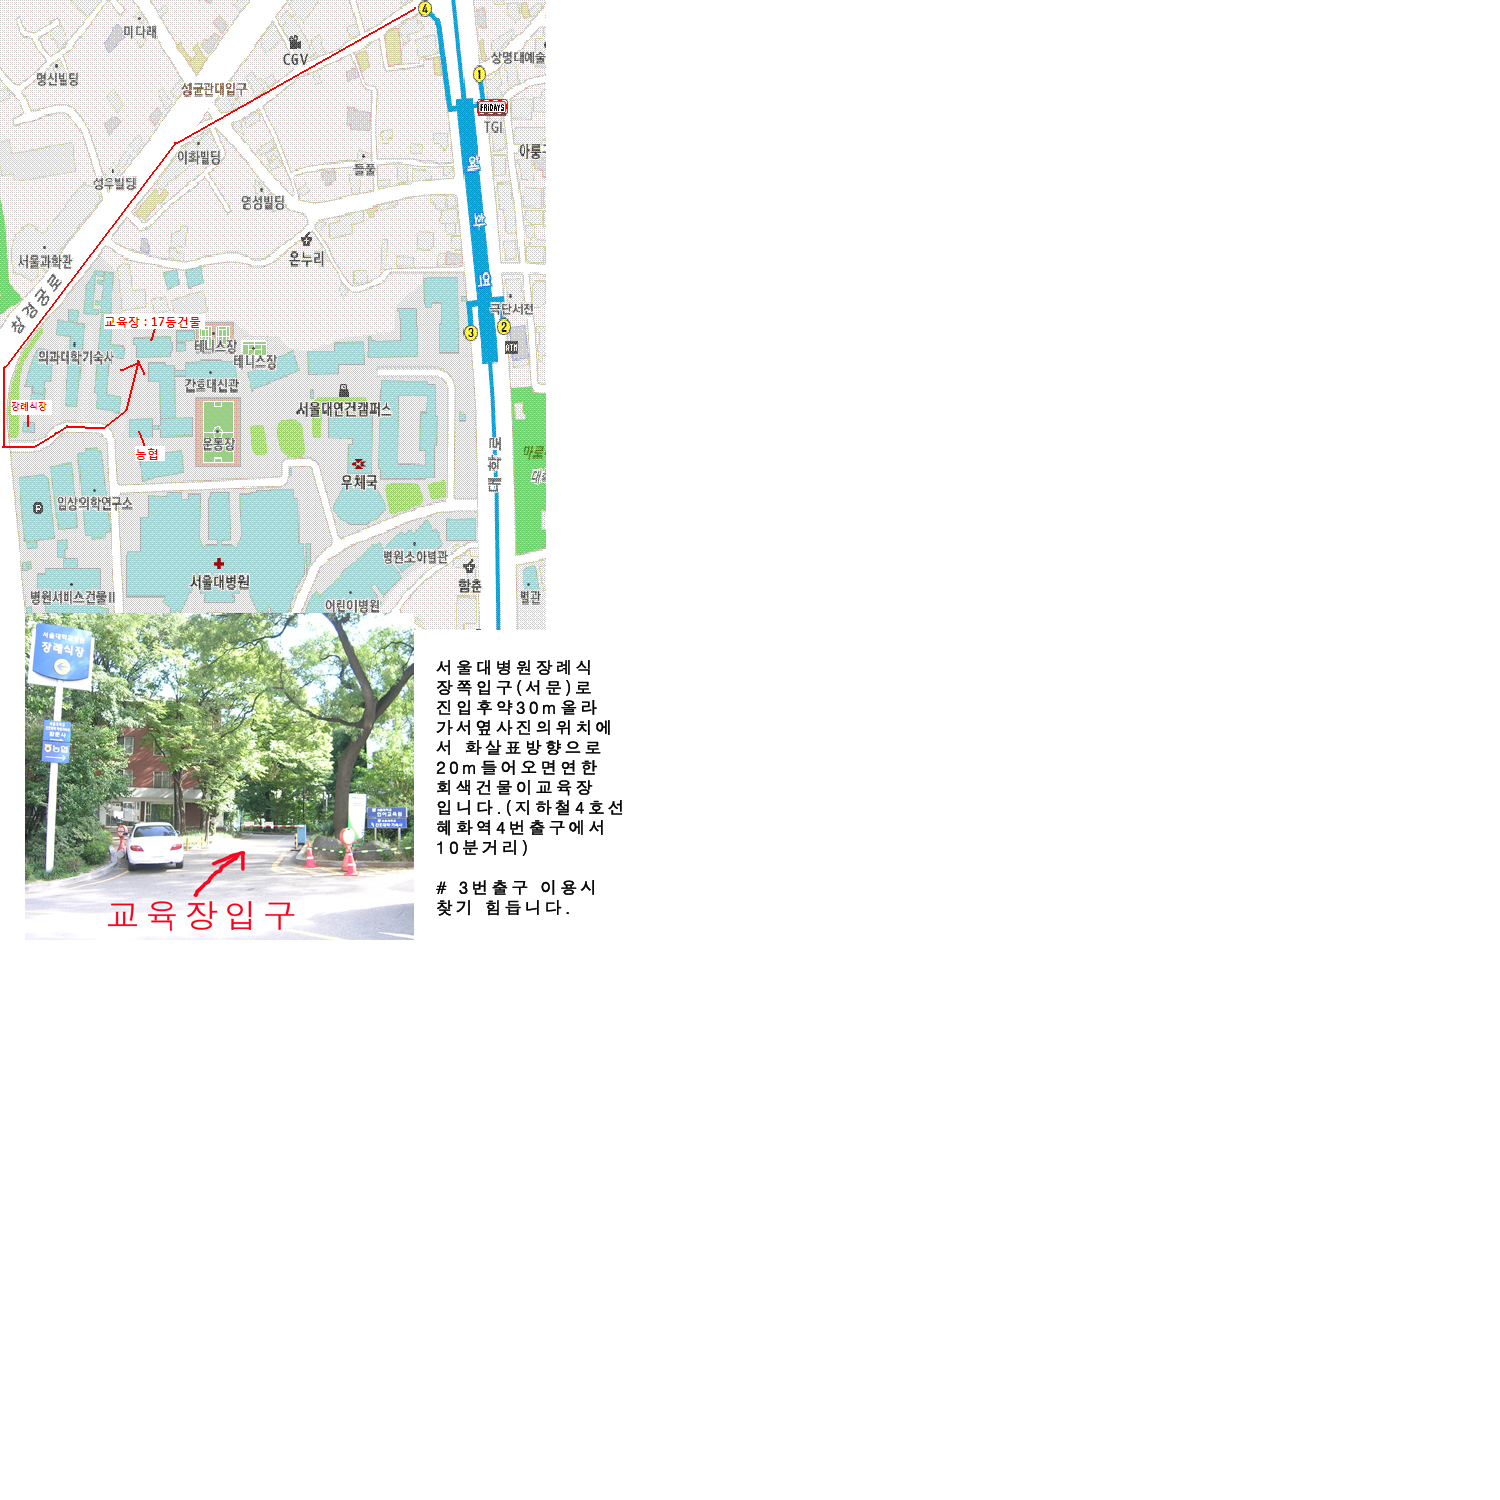 4
미다래
CGV
상명대예술
명신빌딩
1
성균관대입구
FRIDAYS
TGI
이화빌딩
들풀
혜
성우빌딩
영성빌딩
화
온누리
서울과학관
역
창경궁로
극단서전
교육장 : 17동건물
3
2
테니스장
테니스장
ATM
의과대학기숙사
간호대신관
장례식장
서울대연건캠퍼스
운동장
농협
대학로
마로
우체국
임상의학연구소
P
병원소아별관
서울대병원
함춘
병원서비스건물II
어린이병원
별관
장례식장
농협
교육장입구
서울대병원장례식
장쪽입구(서문)로
진입후약30m올라
가서옆사진의위치에
서 화살표방향으로
20m들어오면연한
회색건물이교육장
입니다.(지하철4호선
혜화역4번출구에서
10분거리)
# 3번출구 이용시
찾기 힘듭니다.